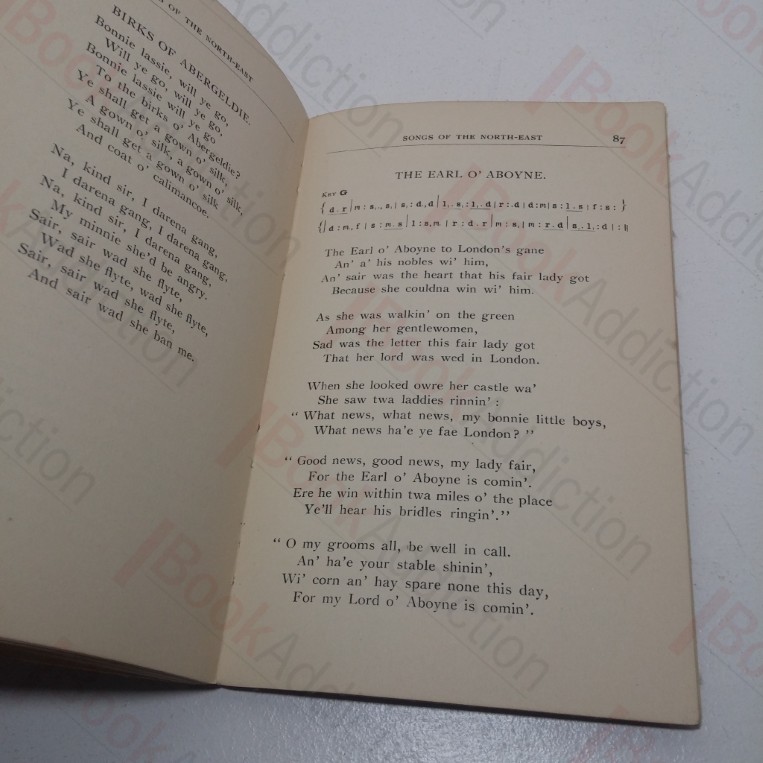 OF THE NORTH-EAST
BIRKS OF ABERGELDIE.
Bonnie lassie, will ye go,
Will ye go, will ye go,
Bonnie lassie will ye go
To the birks o' Abergeldie?
Ye shall get a gown o' silk,
A gown o' silk, a gown o' silk,
Ye shall get a gown o' silk
And coat o' calimancoe.
Na, kind sir, I darena gang,
I darena gang, I darena gang,
Na, kind sir, I darena gang,
My minnie she'd be angry.
Sair, sair wad she flyte,
Wad she flyte, wad she flyte,
Sair, sair wad she flyte,
And sair wad she ban me.
SONGS OF THE NORTH-EAST 87
THE EARL O' ABOYNE.
KEY G
The Earl o' Aboyne to London's gane
An' a' his nobles wi' him,
An' sair was the heart that his fair lady got
Because she couldna win wi' him.
As she was walkin' on the green
Among her gentlewomen,
Sad was the letter this fair lady got
That her lord was wed in London.
When she looked owre her castle wa'
She saw twa laddies rinnin' :
" What news, what news, my bonnie little boys,
What news ha'e ye fae London? "
" Good news, good news, my lady fair,
For the Earl o' Aboyne is comin'.
Ere he win within twa miles o' the place
Ye'll hear his bridles ringin'."
" O my grooms all, be well in call.
An' ha'e your stable shinin',
Wi' corn an' hay spare none this day,
For my Lord o' Aboyne is comin'.
BookAddiction